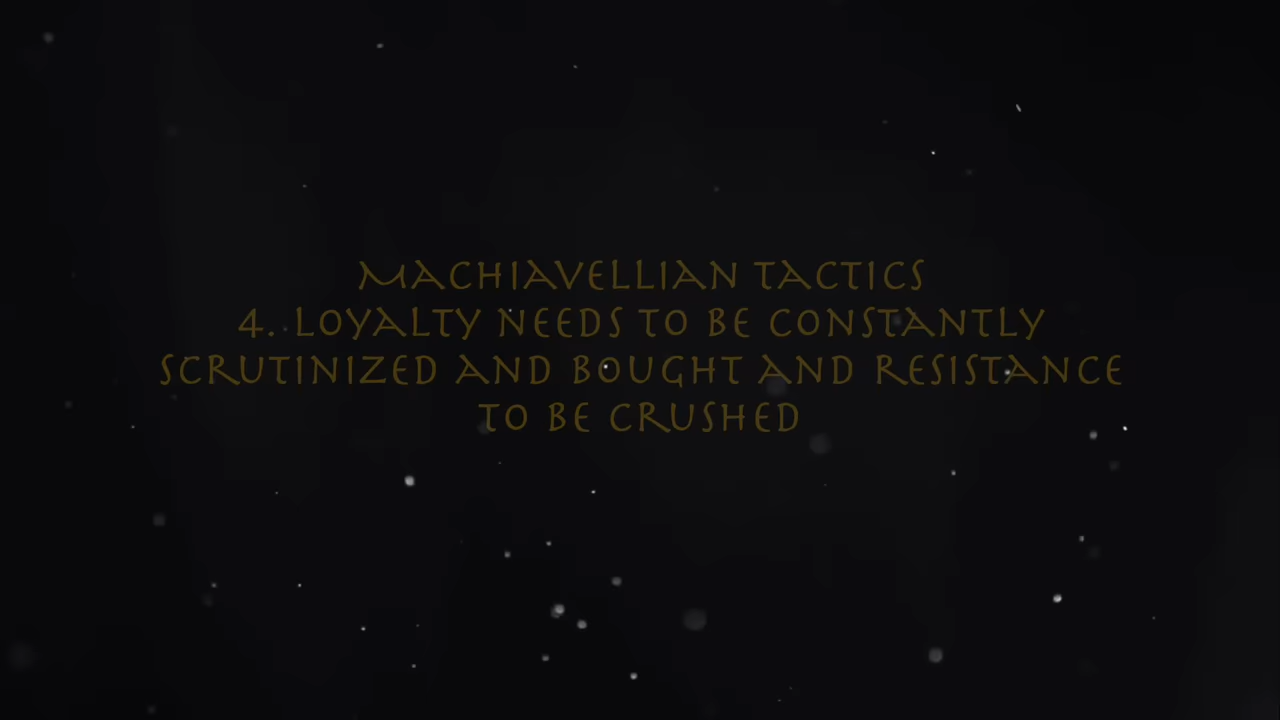 Machiavellian Tactics
4. Loyalty needs to be constantly
scrutinized and bought and Resistance
to be crushed